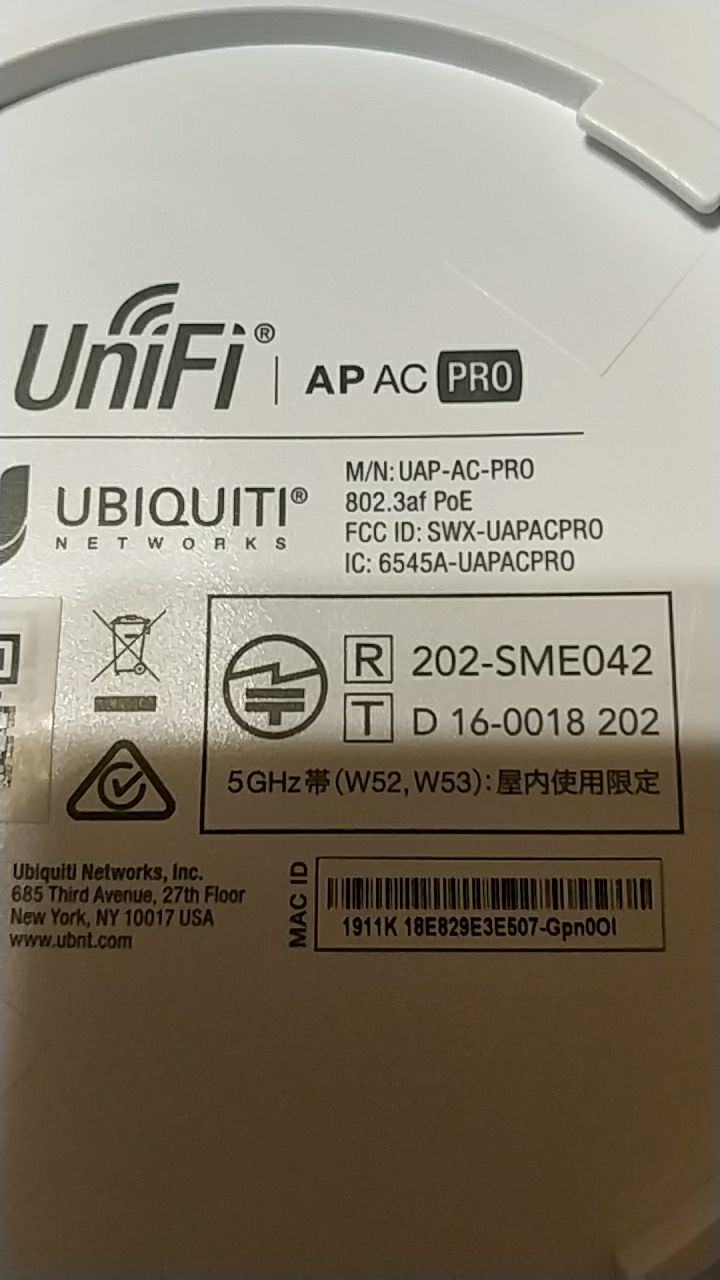 UniFi® | AP AC PRO
UBIQUITI®
NETWORKS
M/N: UAP-AC-PRO
802.3af PoE
FCC ID: SWX-UAPACPRO
IC: 6545A-UAPACPRO
R 202-SME042
T D 16-0018 202
5GHz帯(W52, W53):屋内使用限定
Ubiquiti Networks, Inc.
685 Third Avenue, 27th Floor
New York, NY 10017 USA
www.ubnt.com
MAC ID
1911K 18E829E3E507-Gpn0OI